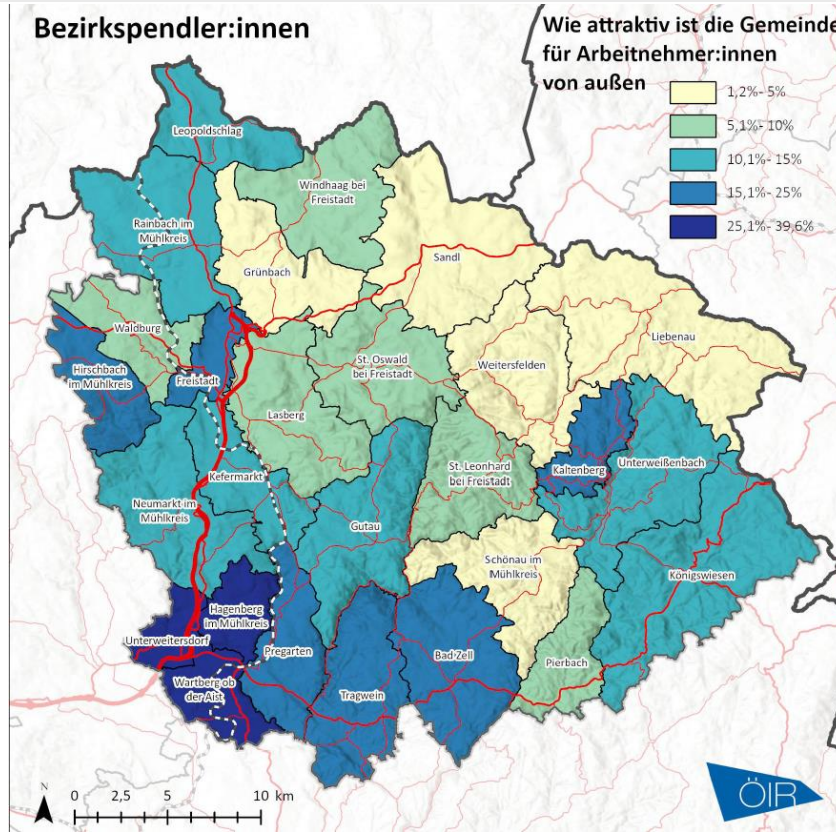 Bezirkspendler:innen
Wie attraktiv ist die Gemeinde
für Arbeitnehmer:innen
von außen
1,2%- 5%
5,1%- 10%
10,1%- 15%
15,1%- 25%
25,1%- 39,6%
Leopoldschlag
Windhaag bei
Freistadt
Rainbach im
Mühlkreis
Sandl
Grünbach
Waldburg
Liebenau
St. Oswald
bei Freistadt
Weitersfelden
Hirschbach
im Mühlkreis
Freistadt
Lasberg
Kaltenberg
Unterweißenbach
St. Leonhard
bei Freistadt
Kefermarkt
Neumarkt im
Mühlkreis
Gutau
Schönau im
Mühlkreis
Königswiesen
Hagenberg
im Mühlkreis
Unterweitersdorf
Pregarten
Bad Zell
Pierbach
Wartberg ob
der Aist
Tragwein
N
0 2,5 5 10 km
ÖIR